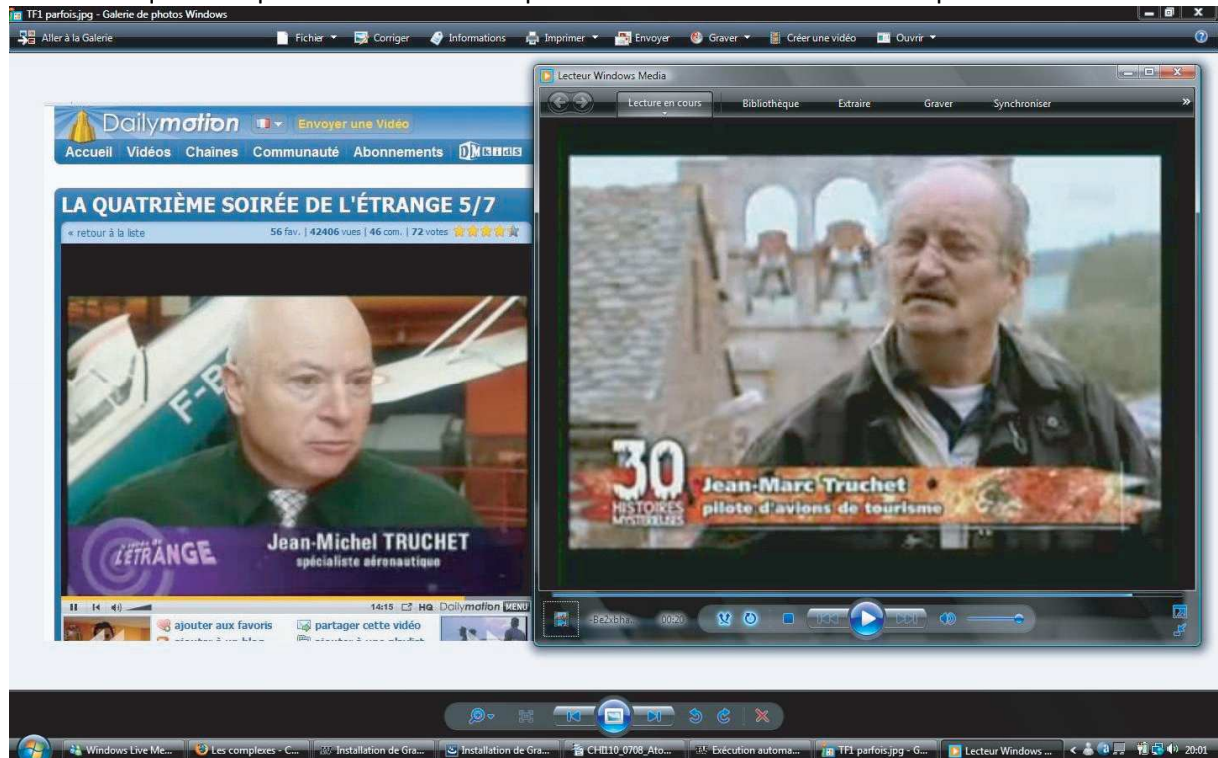 TF1 parfois.jpg - Galerie de photos Windows
Aller à la Galerie Fichier Corriger Informations Imprimer Envoyer Graver Créer une vidéo Ouvrir
Lecteur Windows Media
Lecture en cours Bibliothèque Extraire Graver Synchroniser »
Dailymotion Envoyer une Vidéo
Accueil Vidéos Chaînes Communauté Abonnements DM KIDS
LA QUATRIÈME SOIRÉE DE L'ÉTRANGE 5/7
« retour à la liste 56 fav. | 42406 vues | 46 com. | 72 votes
F-B
L'ÉTRANGE
Jean-Michel TRUCHET
spécialiste aéronautique
14:15 HQ Dailymotion MENU
ajouter aux favoris partager cette vidéo
30
HISTOIRES
MYSTERIEUSES
Jean-Marc Truchet
pilote d'avions de tourisme
00:20
Windows Live Me... Les complexes - C... Installation de Gra... Installation de Gra... CHI110_0708_Ato... Exécution automa... TF1 parfois.jpg - G... Lecteur Windows ... 20:01